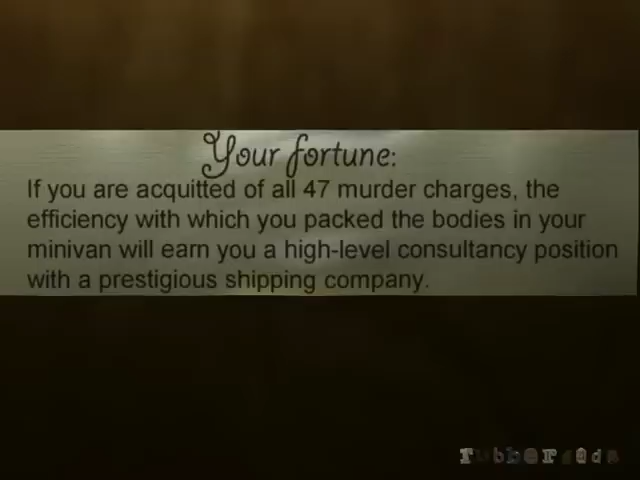 Your fortune:
If you are acquitted of all 47 murder charges, the
efficiency with which you packed the bodies in your
minivan will earn you a high-level consultancy position
with a prestigious shipping company.